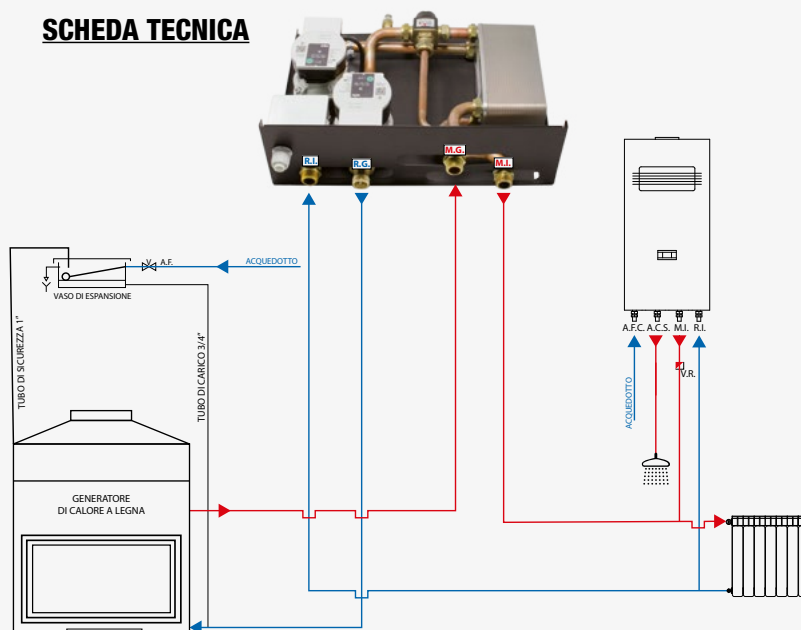 SCHEDA TECNICA
R.I.
R.G.
M.G.
M.I.
V. A.F.
ACQUEDOTTO
VASO DI ESPANSIONE
TUBO DI SICUREZZA 1"
TUBO DI CARICO 3/4"
A.F.C. A.C.S. M.I. R.I.
V.R.
ACQUEDOTTO
GENERATORE
DI CALORE A LEGNA